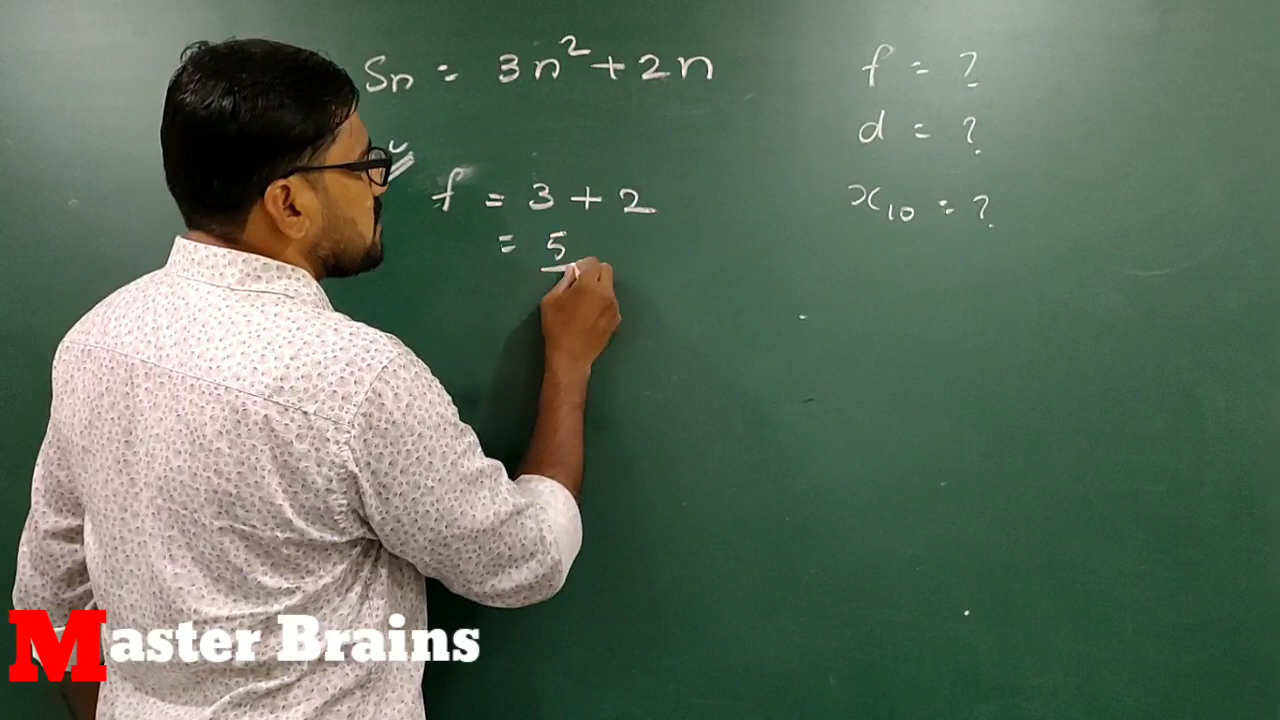 Sn = 3n² + 2n
f = 3 + 2
= 5
f = ?
d = ?
x₁₀ = ?
Master Brains